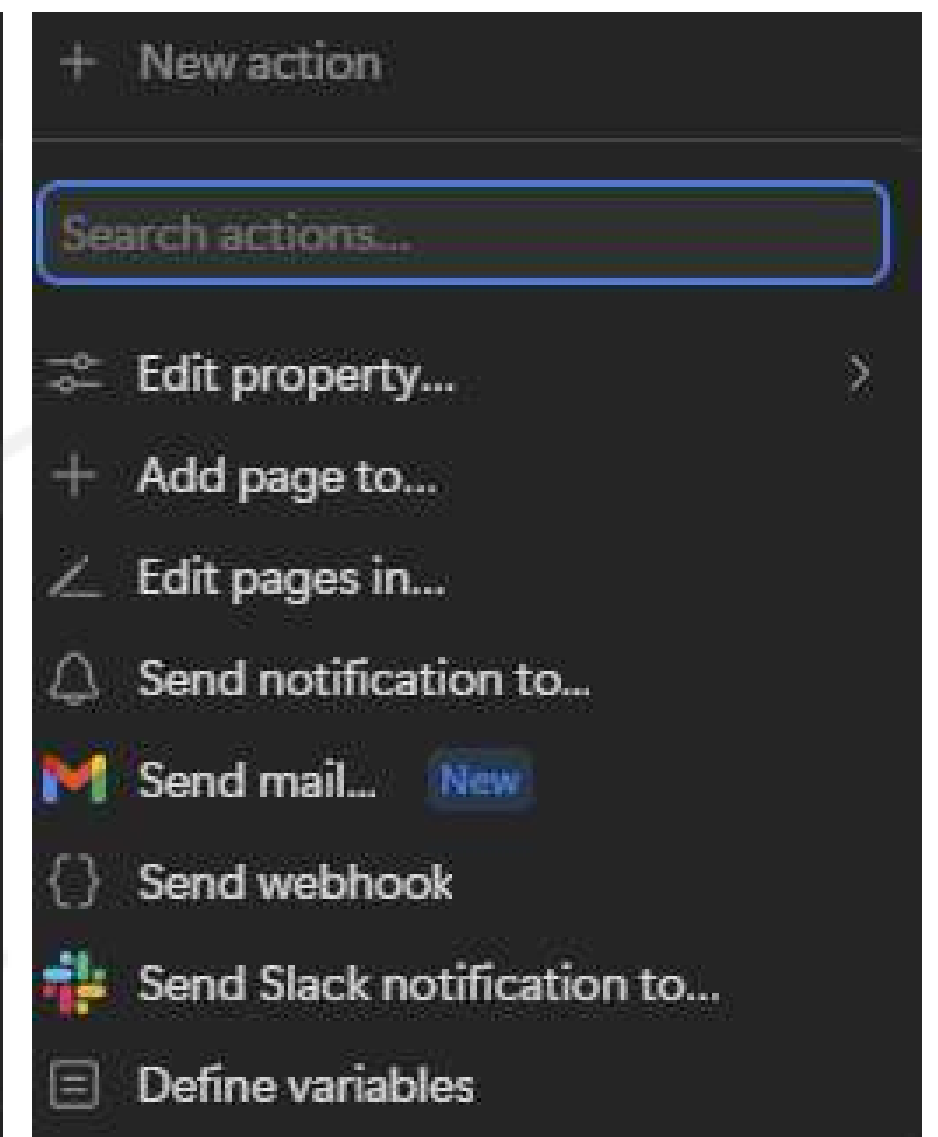 New action
Search actions...
Edit property...
Add page to...
Edit pages in...
Send notification to...
Send mail... New
Send webhook
Send Slack notification to...
Define variables